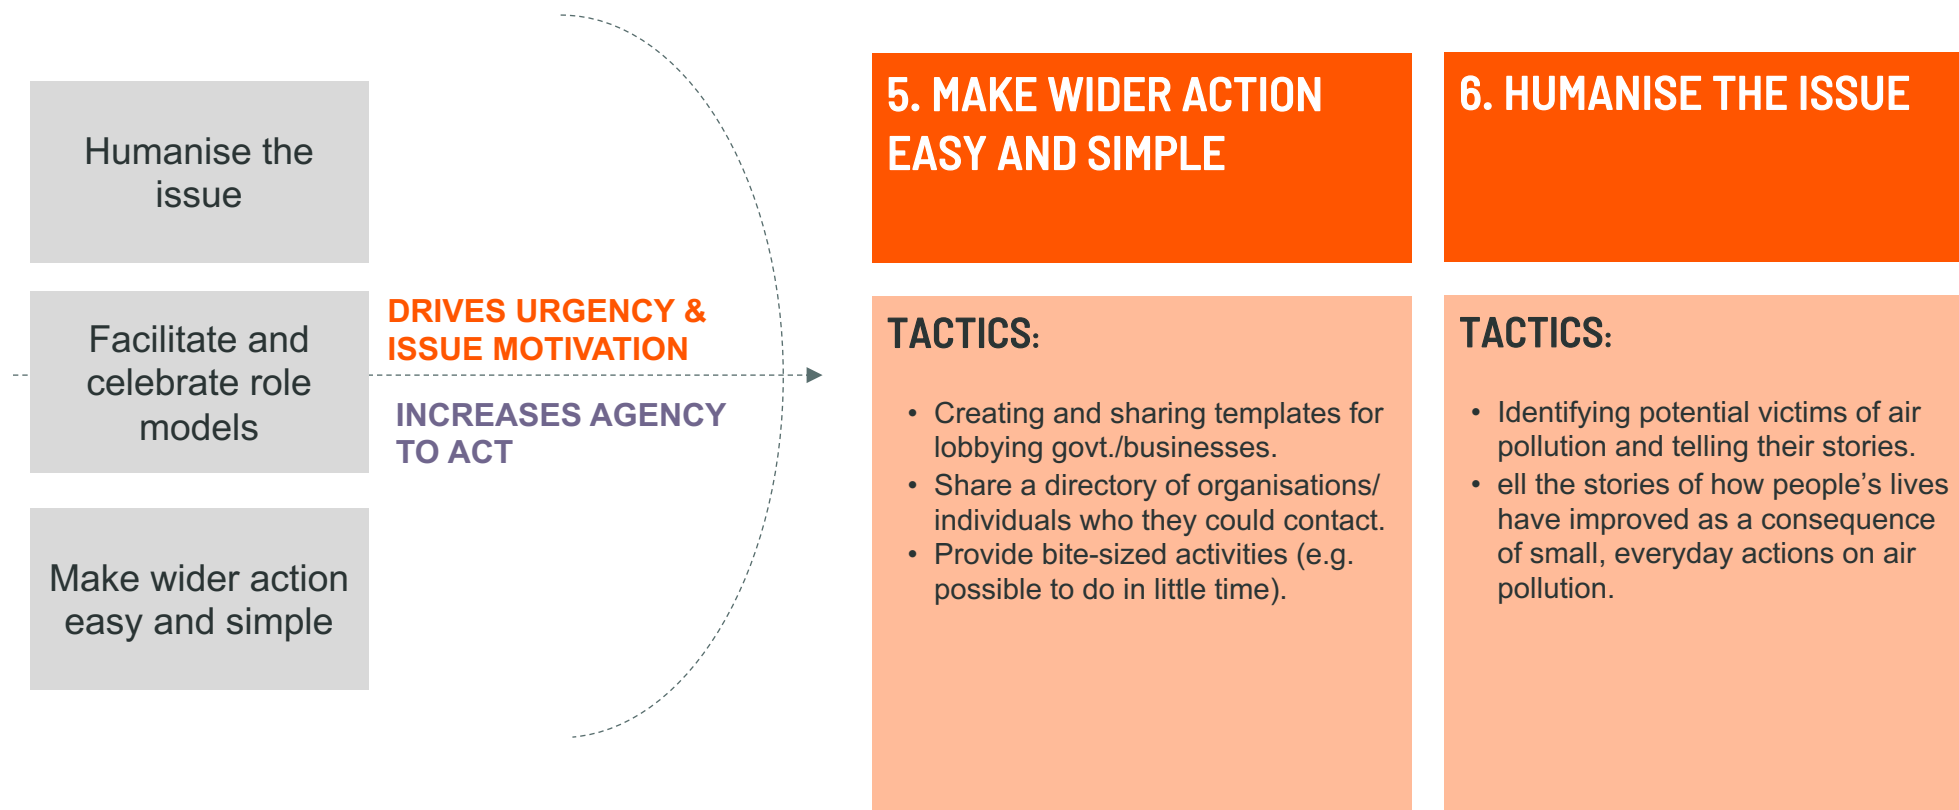 Humanise the
issue
Facilitate and
celebrate role
models
Make wider action
easy and simple
DRIVES URGENCY &
ISSUE MOTIVATION
INCREASES AGENCY
TO ACT
5. MAKE WIDER ACTION
EASY AND SIMPLE
TACTICS:
• Creating and sharing templates for
lobbying govt./businesses.
• Share a directory of organisations/
individuals who they could contact.
• Provide bite-sized activities (e.g.
possible to do in little time).
6. HUMANISE THE ISSUE
TACTICS:
• Identifying potential victims of air
pollution and telling their stories.
• ell the stories of how people’s lives
have improved as a consequence
of small, everyday actions on air
pollution.